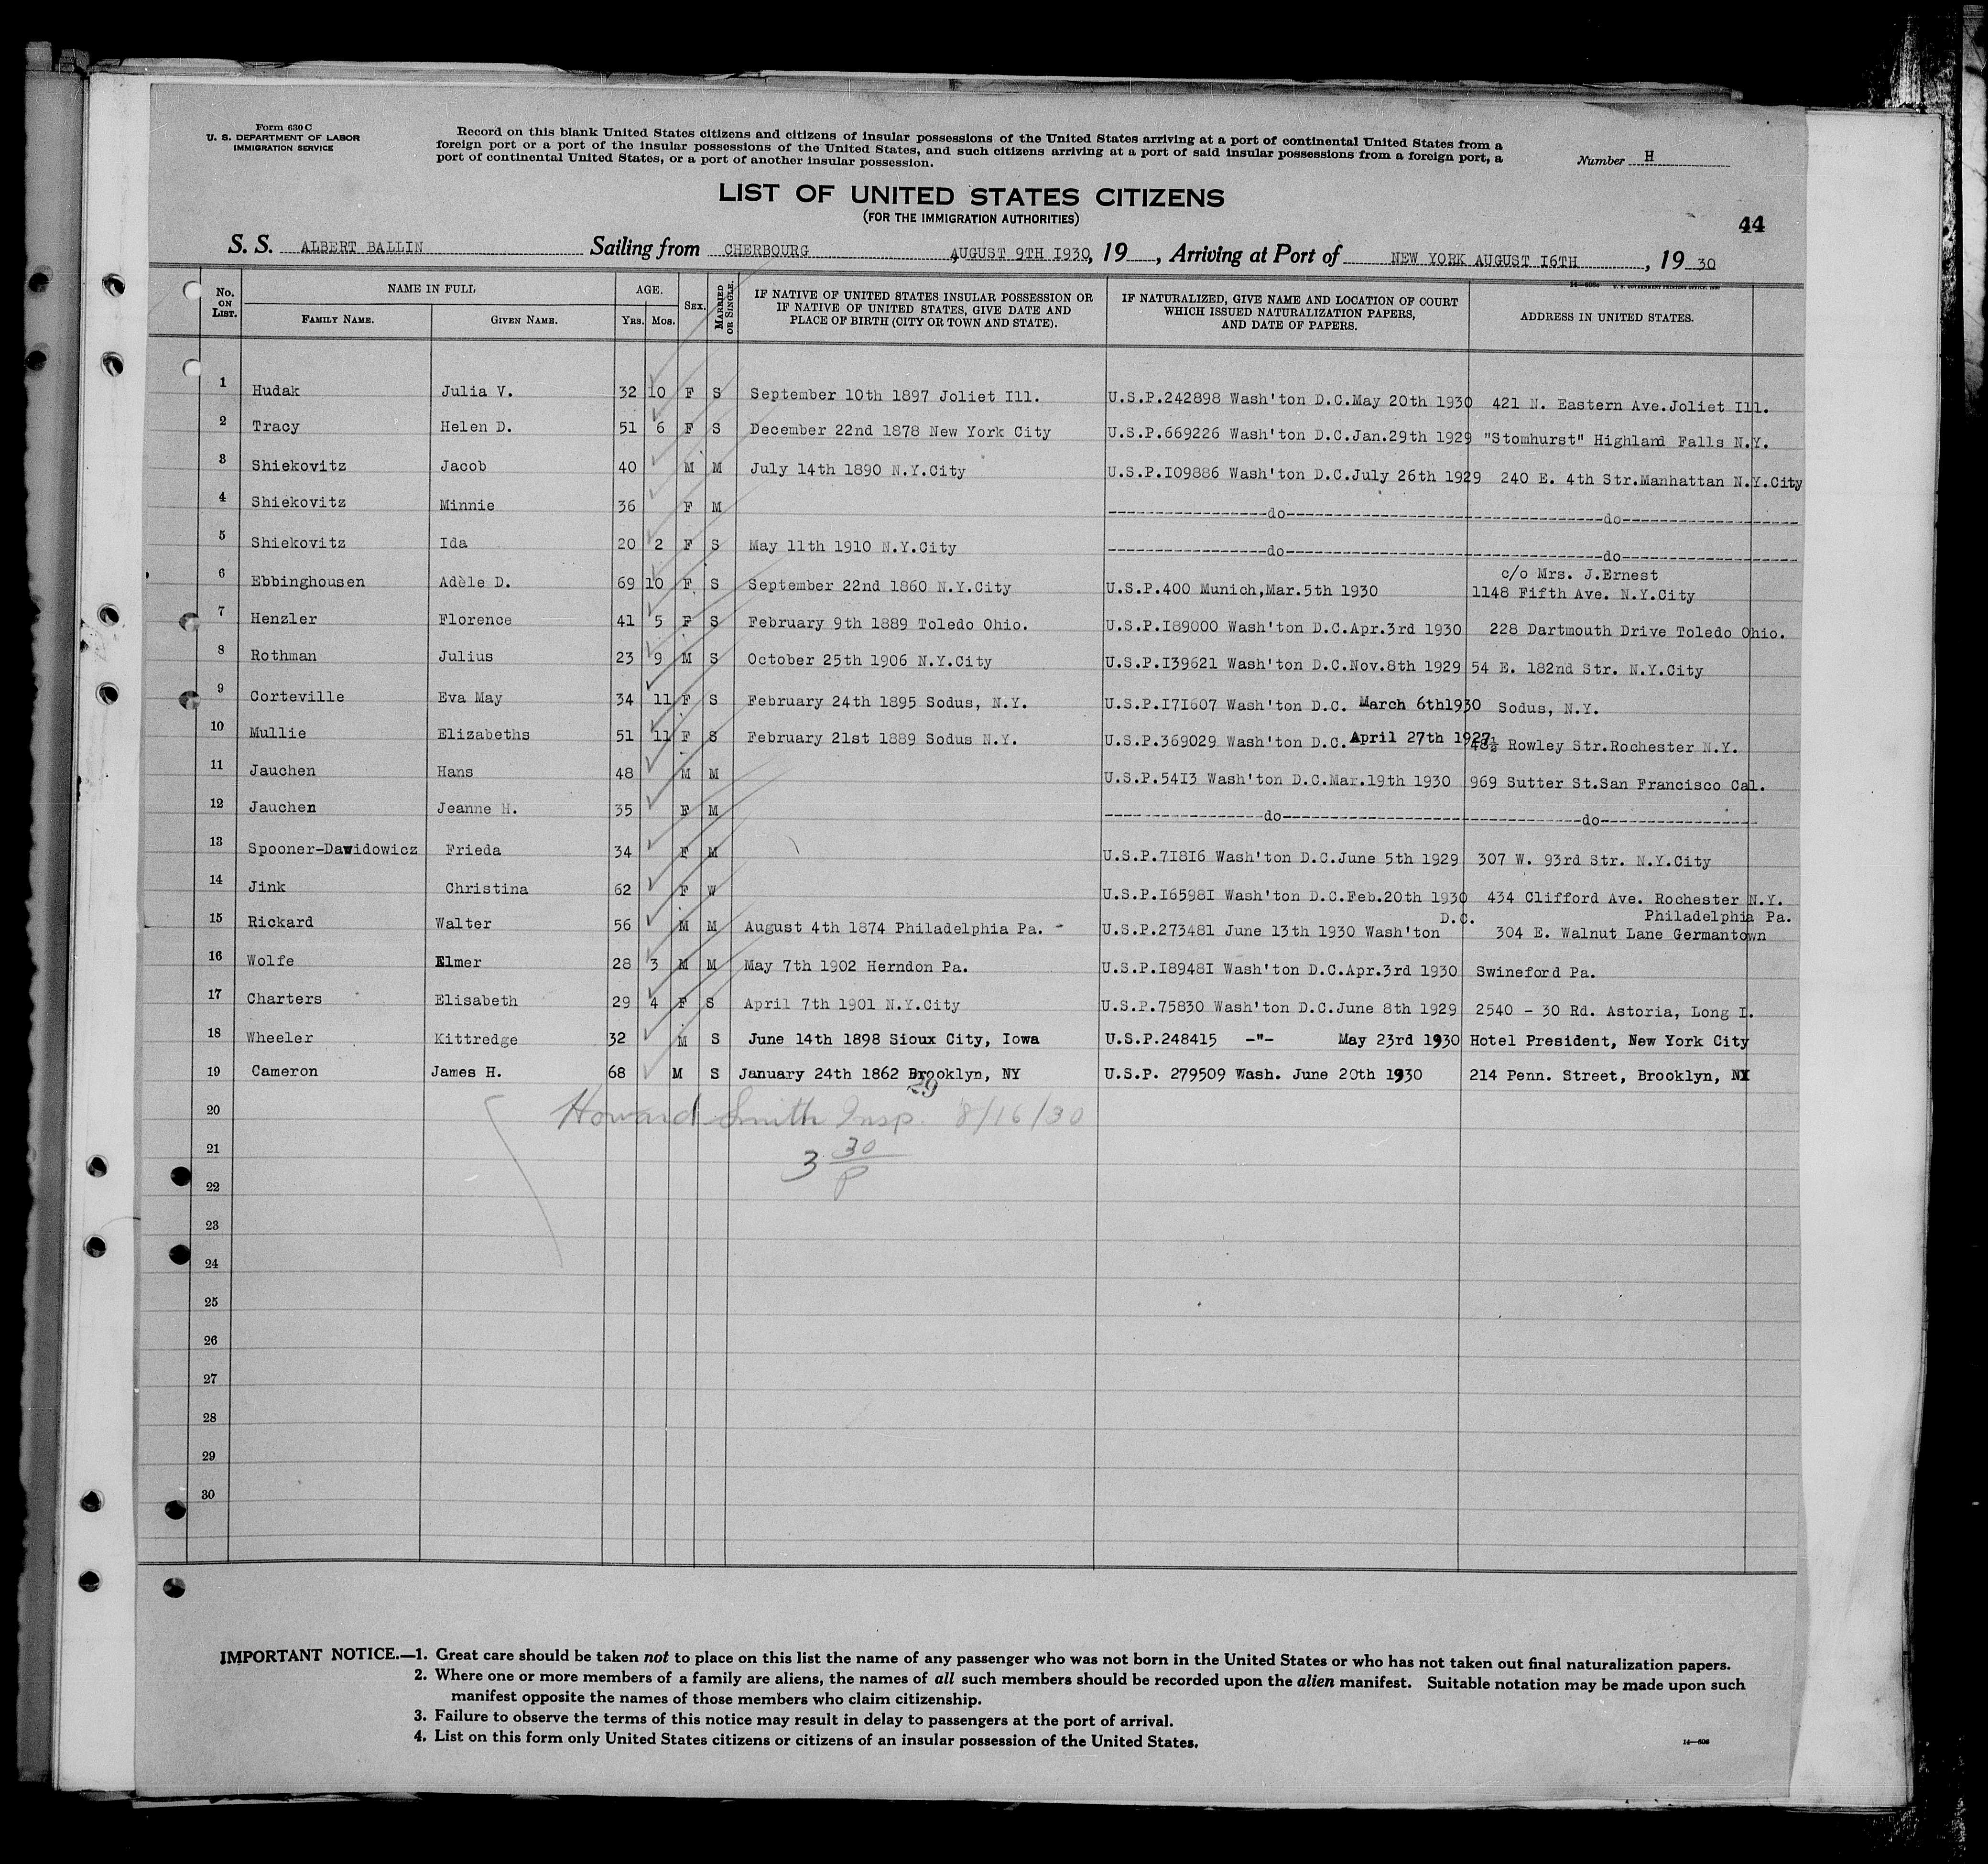 Form 630 C
U. S. DEPARTMENT OF LABOR
IMMIGRATION SERVICE
Record on this blank United States citizens and citizens of insular possessions of the United States arriving at a port of continental United States from a
foreign port or a port of the insular possessions of the United States, and such citizens arriving at a port of said insular possessions from a foreign port, a
port of continental United States, or a port of another insular possession.
Number H
LIST OF UNITED STATES CITIZENS
(FOR THE IMMIGRATION AUTHORITIES)
44
S. S. ALBERT BALLIN Sailing from CHERBOURG AUGUST 9TH I930, 19 , Arriving at Port of NEW YORK AUGUST I6TH , 19 30
No. ON LIST. NAME IN FULL FAMILY NAME. GIVEN NAME. AGE. YRS. MOS. SEX. MARRIED OR SINGLE. IF NATIVE OF UNITED STATES INSULAR POSSESSION OR IF NATIVE OF UNITED STATES, GIVE DATE AND PLACE OF BIRTH (CITY OR TOWN AND STATE). IF NATURALIZED, GIVE NAME AND LOCATION OF COURT WHICH ISSUED NATURALIZATION PAPERS, AND DATE OF PAPERS. ADDRESS IN UNITED STATES.
1 Hudak Julia V. 32 10 F S September 10th 1897 Joliet Ill. U.S.P.242898 Wash'ton D.C.May 20th 1930 421 N. Eastern Ave.Joliet Ill.
2 Tracy Helen D. 51 6 F S December 22nd 1878 New York City U.S.P.669226 Wash'ton D.C.Jan.29th 1929 "Stomhurst" Highland Falls N.Y.
3 Shiekovitz Jacob 40 M M July 14th 1890 N.Y.City U.S.P.I09886 Wash'ton D.C.July 26th 1929 240 E. 4th Str.Manhattan N.Y.City
4 Shiekovitz Minnie 36 F M ----------do---------- ----------do----------
5 Shiekovitz Ida 20 2 F S May 11th 1910 N.Y.City ----------do---------- ----------do----------
6 Ebbinghousen Adèle D. 69 10 F S September 22nd 1860 N.Y.City U.S.P.400 Munich,Mar.5th 1930 c/o Mrs. J.Ernest
1148 Fifth Ave. N.Y.City
7 Henzler Florence 41 5 F S February 9th 1889 Toledo Ohio. U.S.P.I89000 Wash'ton D.C.Apr.3rd 1930 228 Dartmouth Drive Toledo Ohio.
8 Rothman Julius 23 9 M S October 25th 1906 N.Y.City U.S.P.I39621 Wash'ton D.C.Nov.8th 1929 54 E. 182nd Str. N.Y.City
9 Corteville Eva May 34 11 F S February 24th 1895 Sodus, N.Y. U.S.P.I7I607 Wash'ton D.C. March 6th1930 Sodus, N.Y.
10 Mullie Elizabeths 51 11 F S February 21st 1889 Sodus N.Y. U.S.P.369029 Wash'ton D.C. April 27th 1927 48½ Rowley Str.Rochester N.Y.
11 Jauchen Hans 48 M M U.S.P.54I3 Wash'ton D.C.Mar.19th 1930 969 Sutter St.San Francisco Cal.
12 Jauchen Jeanne H. 35 F M ----------do---------- ----------do----------
13 Spooner-Dawidowicz Frieda 34 F M U.S.P.7I8I6 Wash'ton D.C.June 5th 1929 307 W. 93rd Str. N.Y.City
14 Jink Christina 62 F W U.S.P.I6598I Wash'ton D.C.Feb.20th 1930 434 Clifford Ave. Rochester N.Y.
15 Rickard Walter 56 M M August 4th 1874 Philadelphia Pa. - U.S.P.273481 June 13th 1930 Wash'ton D.C. Philadelphia Pa.
304 E. Walnut Lane Germantown
16 Wolfe Elmer 28 3 M M May 7th 1902 Herndon Pa. U.S.P.I8948I Wash'ton D.C.Apr.3rd 1930 Swineford Pa.
17 Charters Elisabeth 29 4 F S April 7th 1901 N.Y.City U.S.P.75830 Wash'ton D.C.June 8th 1929 2540 - 30 Rd. Astoria, Long I.
18 Wheeler Kittredge 32 M S June 14th 1898 Sioux City, Iowa U.S.P.248415 -"- May 23rd 1930 Hotel President, New York City
19 Cameron James H. 68 M S January 24th 1862 Brooklyn, NY U.S.P. 279509 Wash. June 20th 1930 214 Penn. Street, Brooklyn, NY
29
20 Howard Smith Insp. 8/16/30
21 3 30/P
22
23
24
25
26
27
28
29
30
IMPORTANT NOTICE.—1. Great care should be taken not to place on this list the name of any passenger who was not born in the United States or who has not taken out final naturalization papers.
2. Where one or more members of a family are aliens, the names of all such members should be recorded upon the alien manifest. Suitable notation may be made upon such
manifest opposite the names of those members who claim citizenship.
3. Failure to observe the terms of this notice may result in delay to passengers at the port of arrival.
4. List on this form only United States citizens or citizens of an insular possession of the United States.
14—608